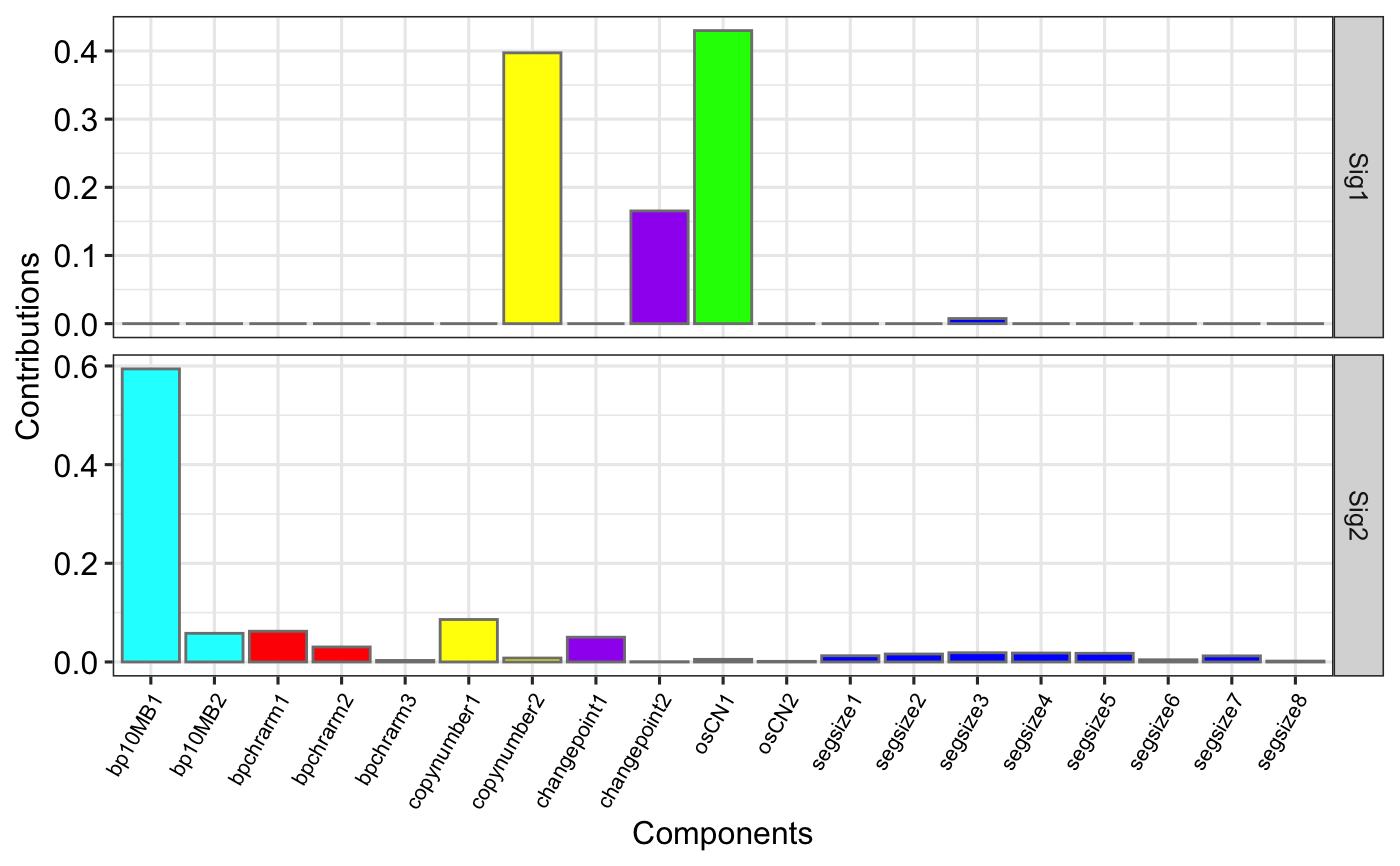 Contributions
0.4
0.3
0.2
0.1
0.0
Sig1
0.6
0.4
0.2
0.0
Sig2
bp10MB1
bp10MB2
bpchrarm1
bpchrarm2
bpchrarm3
copynumber1
copynumber2
changepoint1
changepoint2
osCN1
osCN2
segsize1
segsize2
segsize3
segsize4
segsize5
segsize6
segsize7
segsize8
Components